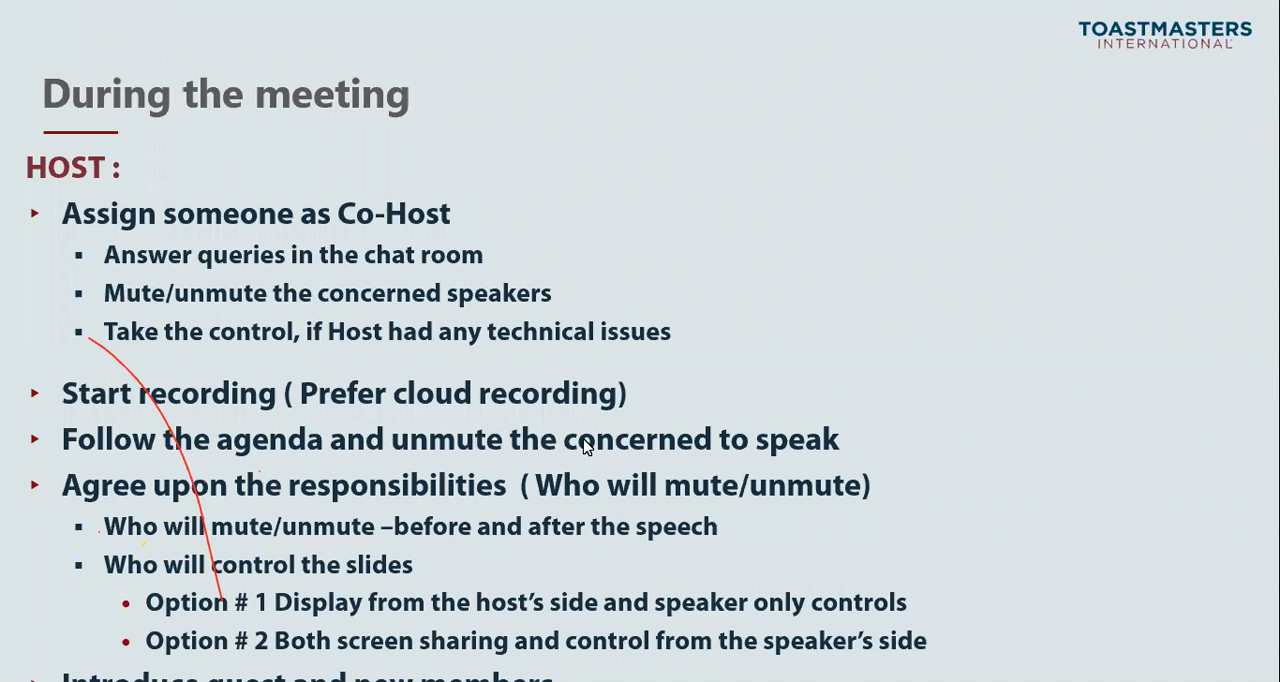 TOASTMASTERS
INTERNATIONAL
During the meeting
HOST :
Assign someone as Co-Host
Answer queries in the chat room
Mute/unmute the concerned speakers
Take the control, if Host had any technical issues
Start recording ( Prefer cloud recording)
Follow the agenda and unmute the concerned to speak
Agree upon the responsibilities ( Who will mute/unmute)
Who will mute/unmute –before and after the speech
Who will control the slides
Option # 1 Display from the host’s side and speaker only controls
Option # 2 Both screen sharing and control from the speaker’s side
Introduce guest and new members